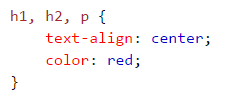 h1, h2, p {
    text-align: center;
    color: red;
}